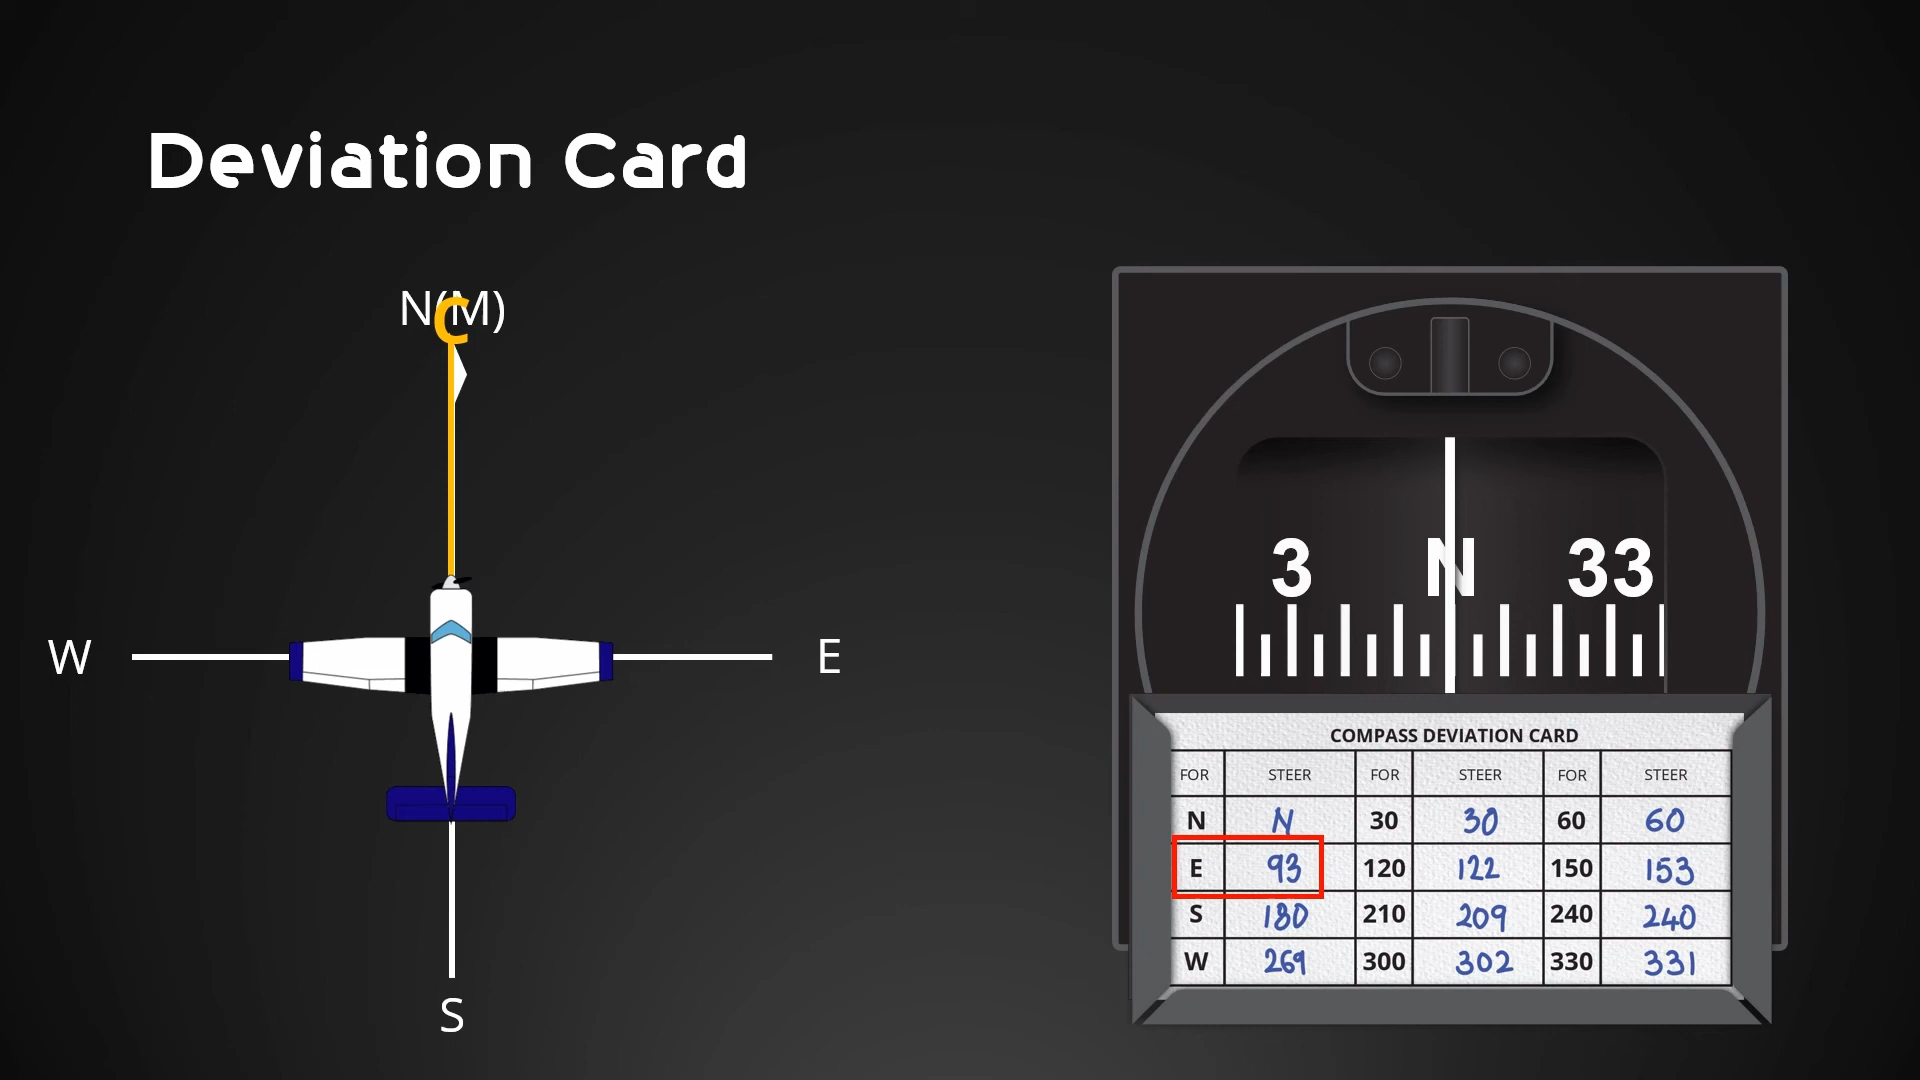 Deviation Card
N(M)
C
W
E
S
3 N 33
COMPASS DEVIATION CARD
FOR STEER FOR STEER FOR STEER
N N 30 30 60 60
E 93 120 122 150 153
S 180 210 209 240 240
W 269 300 302 330 331